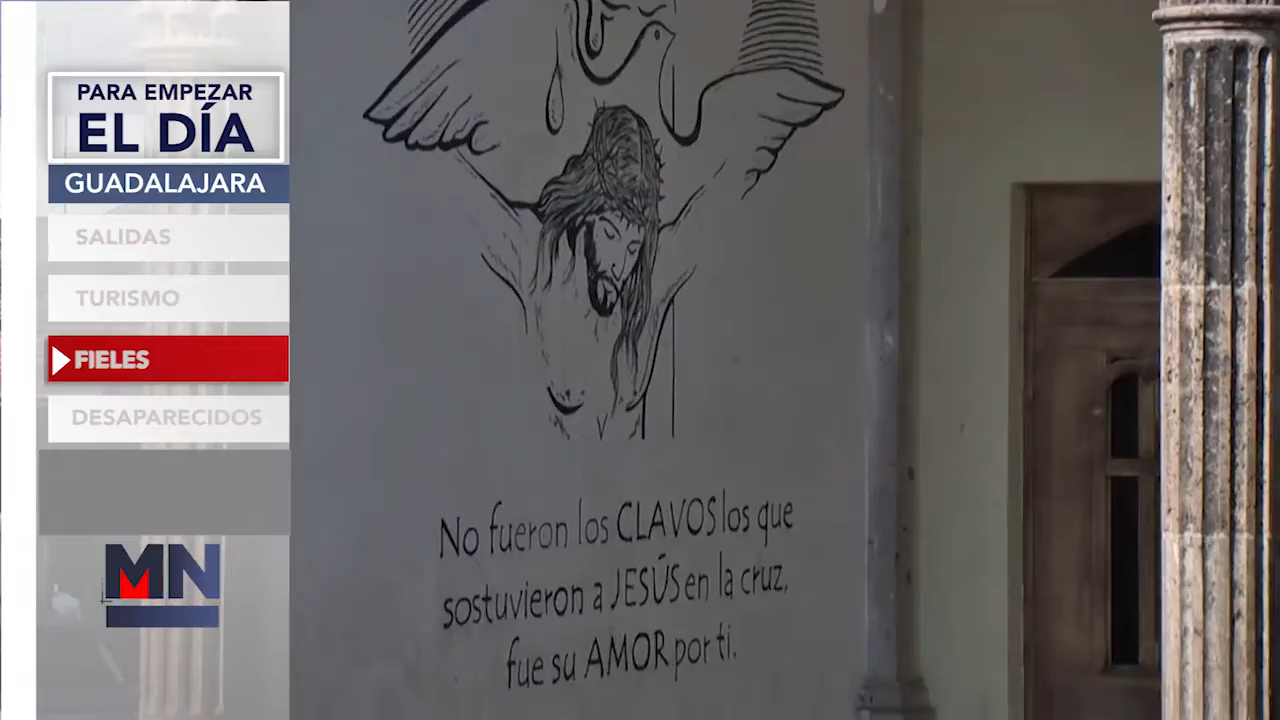 PARA EMPEZAR
EL DÍA
GUADALAJARA
SALIDAS
TURISMO
FIELES
DESAPARECIDOS
MN
No fueron los CLAVOS los que
sostuvieron a JESÚS en la cruz,
fue su AMOR por ti.